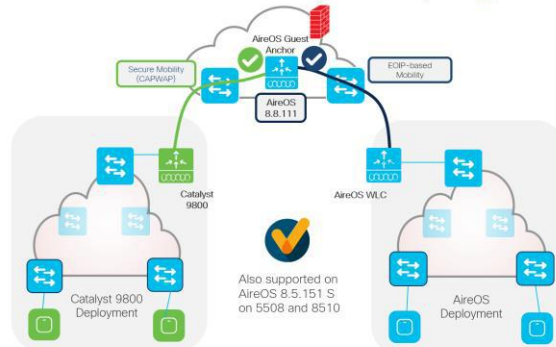 AireOS Guest
Anchor
Secure Mobility
(CAPWAP)
EOIP-based
Mobility
AireOS
8.8.111
Catalyst
9800
AireOS WLC
Also supported on
AireOS 8.5.151 S
on 5508 and 8510
Catalyst 9800
Deployment
AireOS
Deployment